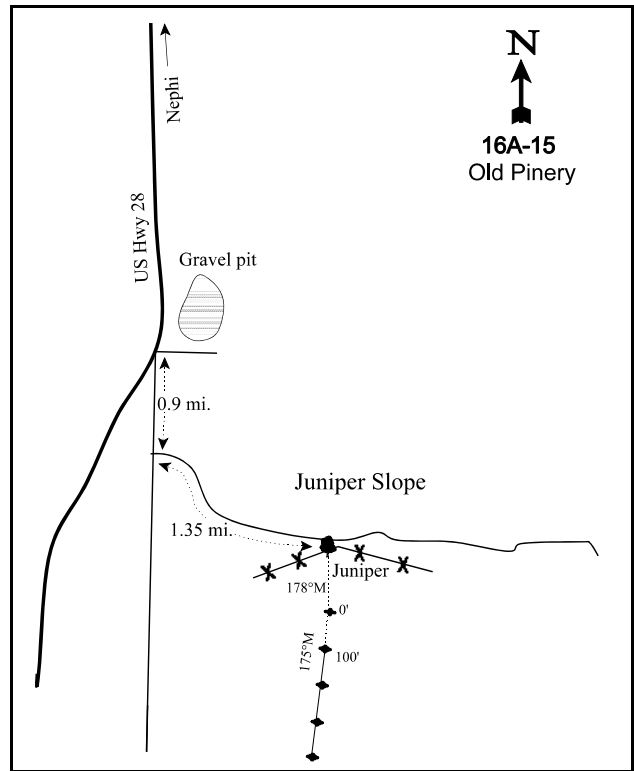 N
16A-15
Old Pinery
Nephi
US Hwy 28
Gravel pit
0.9 mi.
Juniper Slope
1.35 mi.
Juniper
178°M
0'
175°M
100'